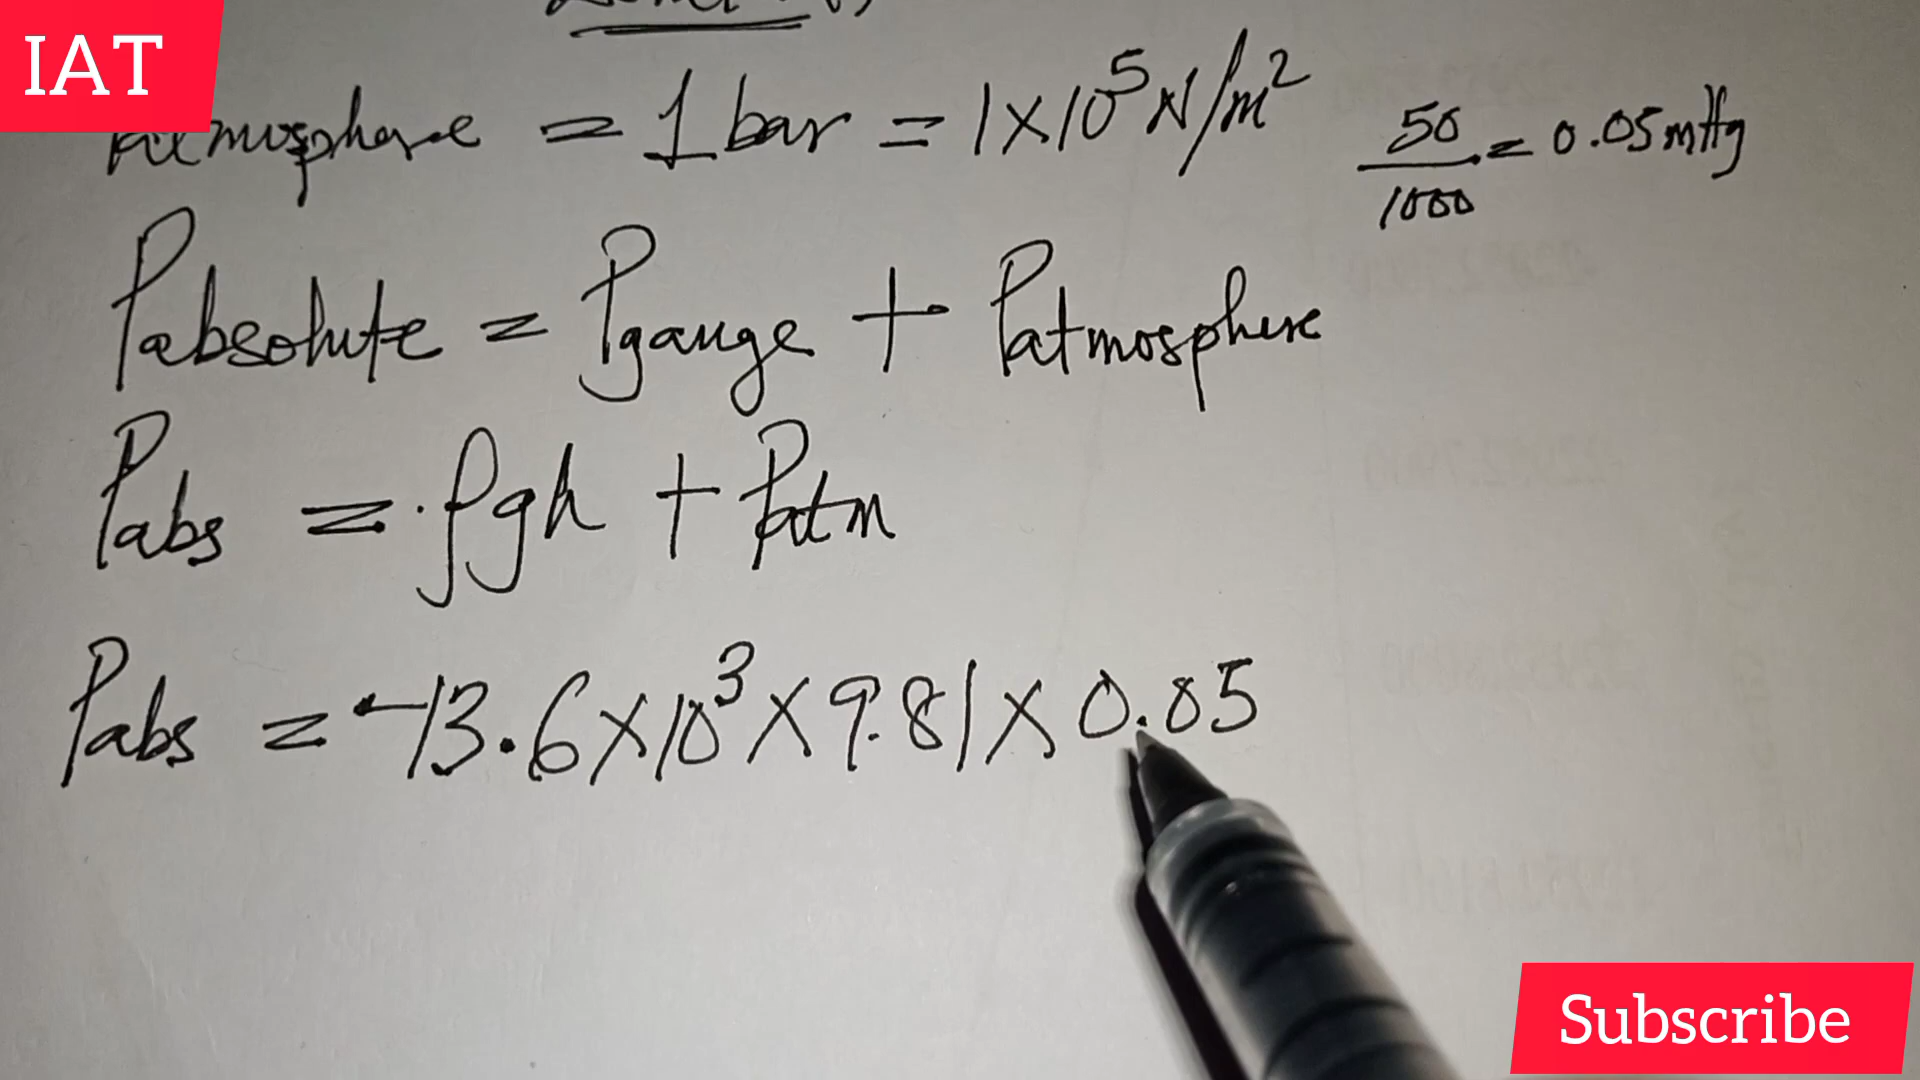 IAT
Patmosphere = 1 bar = 1×10⁵ N/m²
50/1000 = 0.05 mHg
Pabsolute = Pgauge + Patmosphere
Pabs = ρgh + Patm
Pabs = -13.6×10³×9.81×0.05
Subscribe